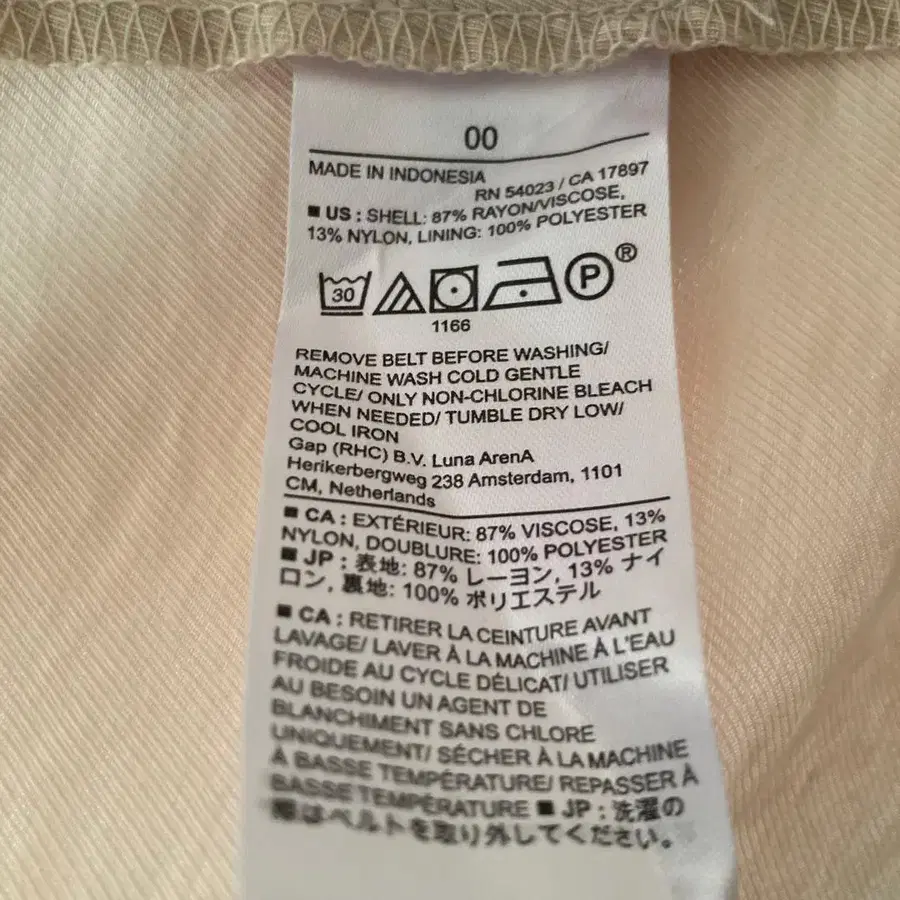 00
MADE IN INDONESIA
RN 54023 / CA 17897
■ US : SHELL: 87% RAYON/VISCOSE,
13% NYLON, LINING: 100% POLYESTER
30
P
®
1166
REMOVE BELT BEFORE WASHING/
MACHINE WASH COLD GENTLE
CYCLE/ ONLY NON-CHLORINE BLEACH
WHEN NEEDED/ TUMBLE DRY LOW/
COOL IRON
Gap (RHC) B.V. Luna ArenA
Herikerbergweg 238 Amsterdam, 1101
CM, Netherlands
■ CA : EXTÉRIEUR: 87% VISCOSE, 13%
NYLON, DOUBLURE: 100% POLYESTER
■ JP : 表地: 87% レーヨン, 13% ナイ
ロン, 裏地: 100% ポリエステル
■ CA : RETIRER LA CEINTURE AVANT
LAVAGE/ LAVER À LA MACHINE À L'EAU
FROIDE AU CYCLE DÉLICAT/ UTILISER
AU BESOIN UN AGENT DE
BLANCHIMENT SANS CHLORE
UNIQUEMENT/ SÉCHER À LA MACHINE
À BASSE TEMPÉRATURE/ REPASSER À
BASSE TEMPÉRATURE ■ JP : 洗濯の
際はベルトを取り外してください。